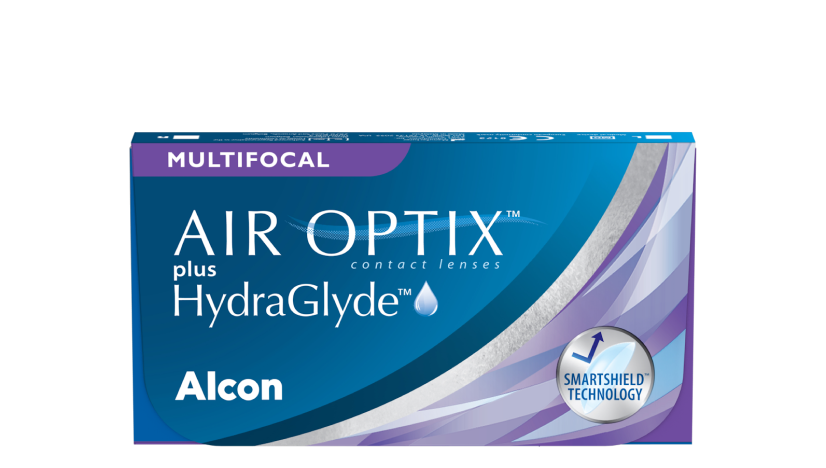 MULTIFOCAL
AIR OPTIX™
contact lenses
plus
HydraGlyde™
Alcon
SMARTSHIELD™
TECHNOLOGY